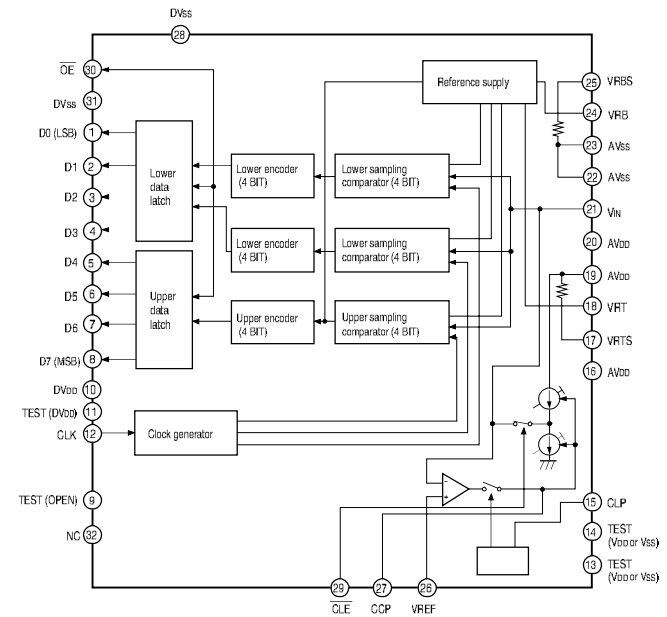 DVss
28
OE 30
DVss 31
D0 (LSB) 1
D1 2
D2 3
D3 4
D4 5
D5 6
D6 7
D7 (MSB) 8
DVDD 10
TEST (DVDD) 11
CLK 12
TEST (OPEN) 9
NC 32
Lower
data
latch
Upper
data
latch
Lower encoder
(4 BIT)
Lower encoder
(4 BIT)
Upper encoder
(4 BIT)
Reference supply
Lower sampling
comparator (4 BIT)
Lower sampling
comparator (4 BIT)
Upper sampling
comparator (4 BIT)
Clock generator
-
+
25 VRBS
24 VRB
23 AVss
22 AVss
21 VIN
20 AVDD
19 AVDD
18 VRT
17 VRTS
16 AVDD
15 CLP
14 TEST
(VDD or VSS)
13 TEST
(VDD or VSS)
29 27 26
CLE CCP VREF